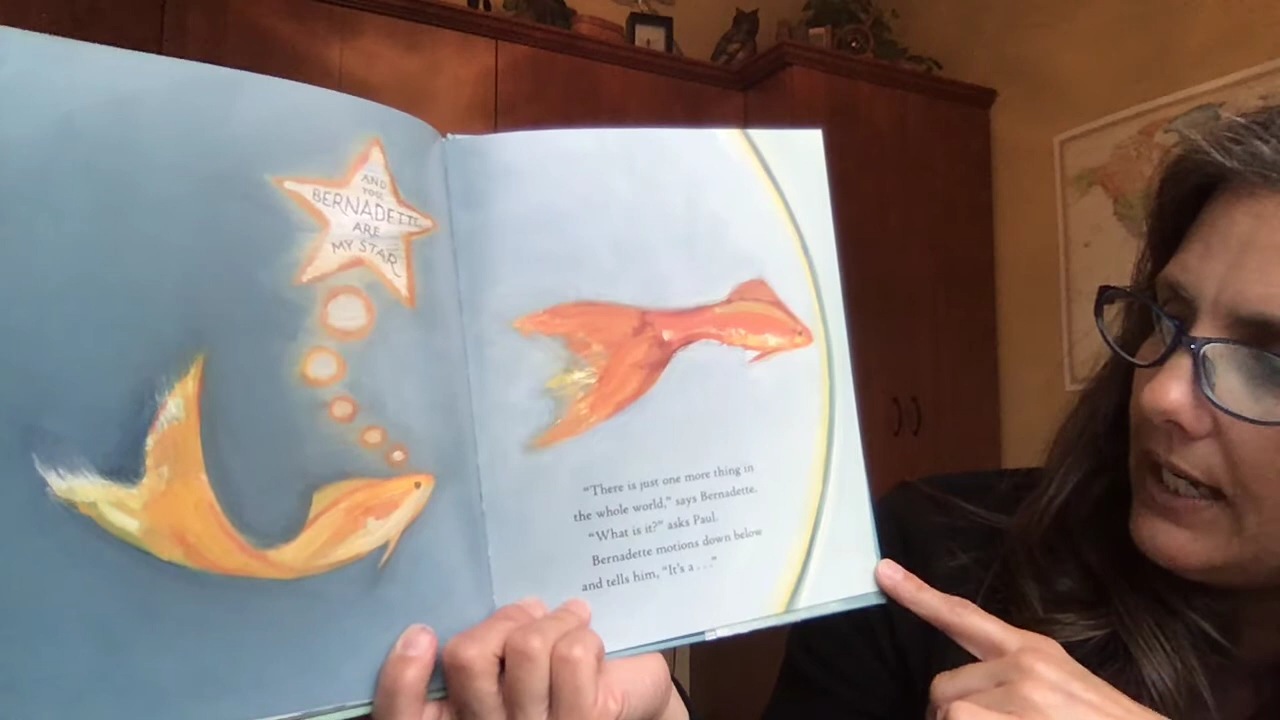 AND
YOU
BERNADETTE
ARE
MY STAR
“There is just one more thing in
the whole world,” says Bernadette.
“What is it?” asks Paul.
Bernadette motions down below
and tells him, “It’s a . . .”